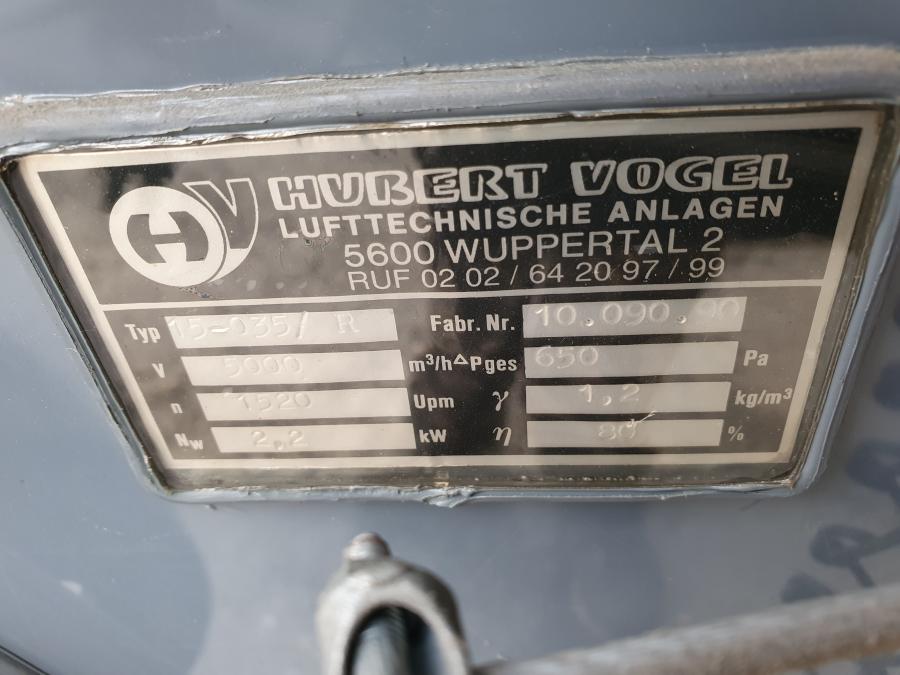 HV HUBERT VOGEL
LUFTTECHNISCHE ANLAGEN
5600 WUPPERTAL 2
RUF 02 02 / 64 20 97 / 99
Typ 15-035/ R Fabr. Nr. 10.090.90
V 5000 m³/h ΔPges 650 Pa
n 1520 Upm γ 1,2 kg/m³
Nw 2,2 kW η 80 %